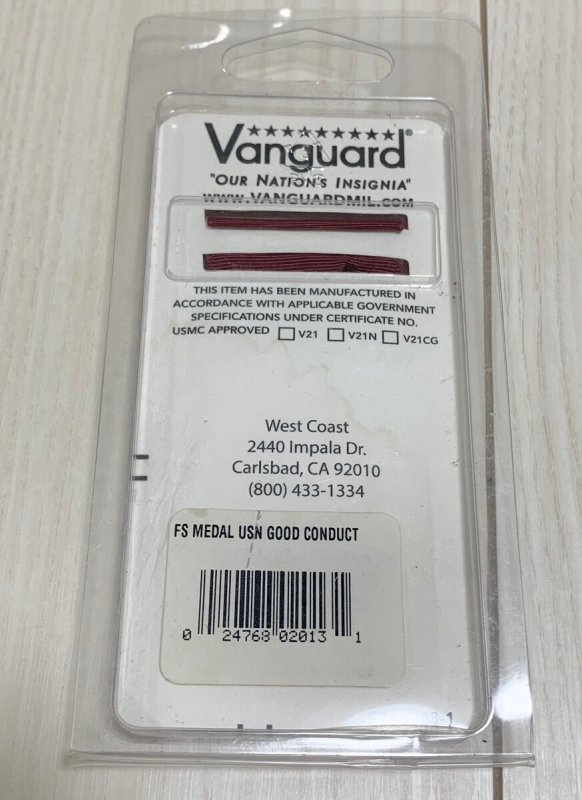 Vanguard®
"OUR NATION'S INSIGNIA"
WWW.VANGUARDMIL.COM
THIS ITEM HAS BEEN MANUFACTURED IN
ACCORDANCE WITH APPLICABLE GOVERNMENT
SPECIFICATIONS UNDER CERTIFICATE NO.
USMC APPROVED □ V21 □ V21N □ V21CG
West Coast
2440 Impala Dr.
Carlsbad, CA 92010
(800) 433-1334
FS MEDAL USN GOOD CONDUCT
0 24768 02013 1